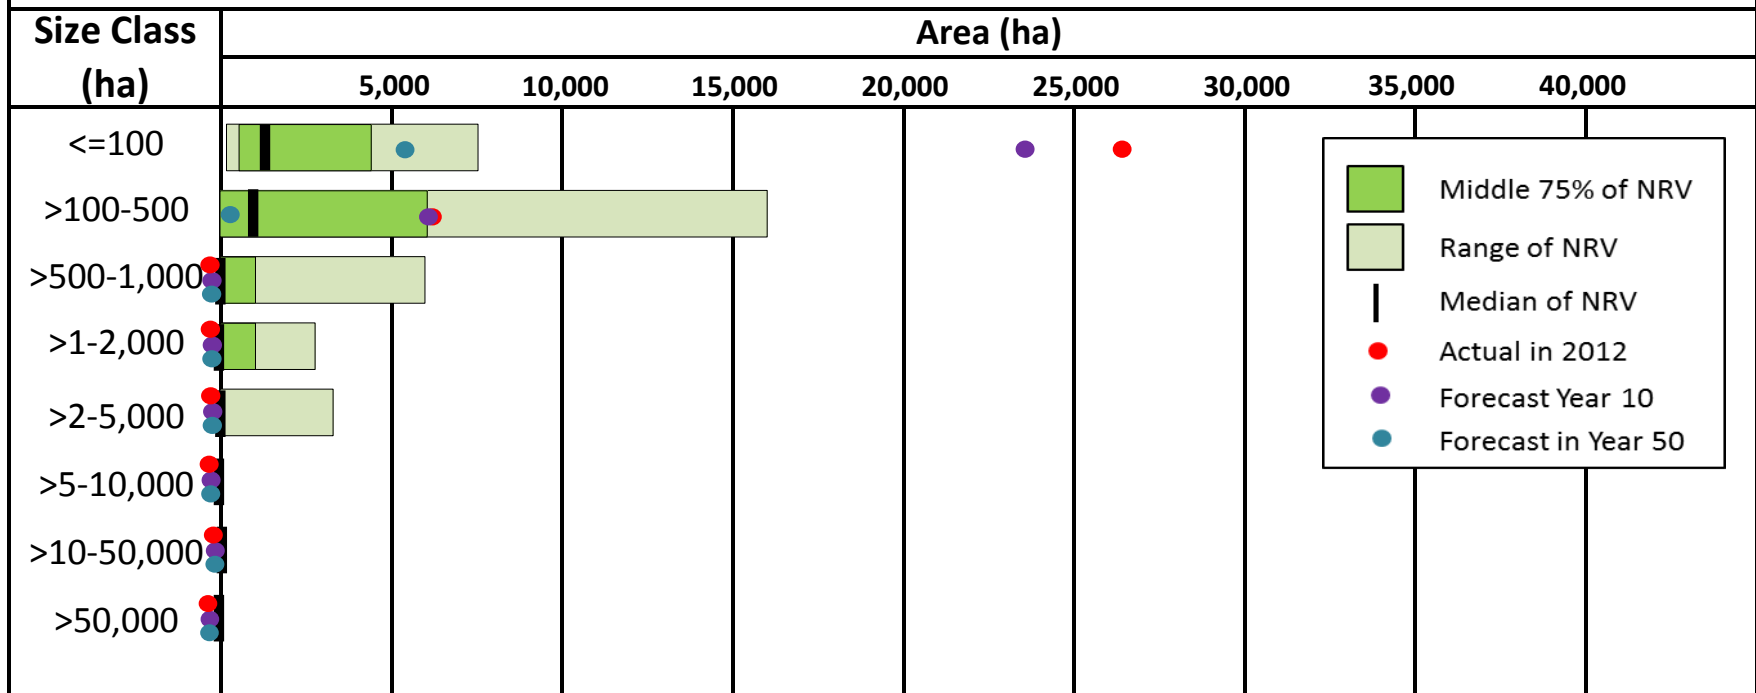 Size Class
(ha)
Area (ha)
5,000 10,000 15,000 20,000 25,000 30,000 35,000 40,000
<=100
>100-500
>500-1,000
>1-2,000
>2-5,000
>5-10,000
>10-50,000
>50,000
Middle 75% of NRV
Range of NRV
Median of NRV
Actual in 2012
Forecast Year 10
Forecast in Year 50